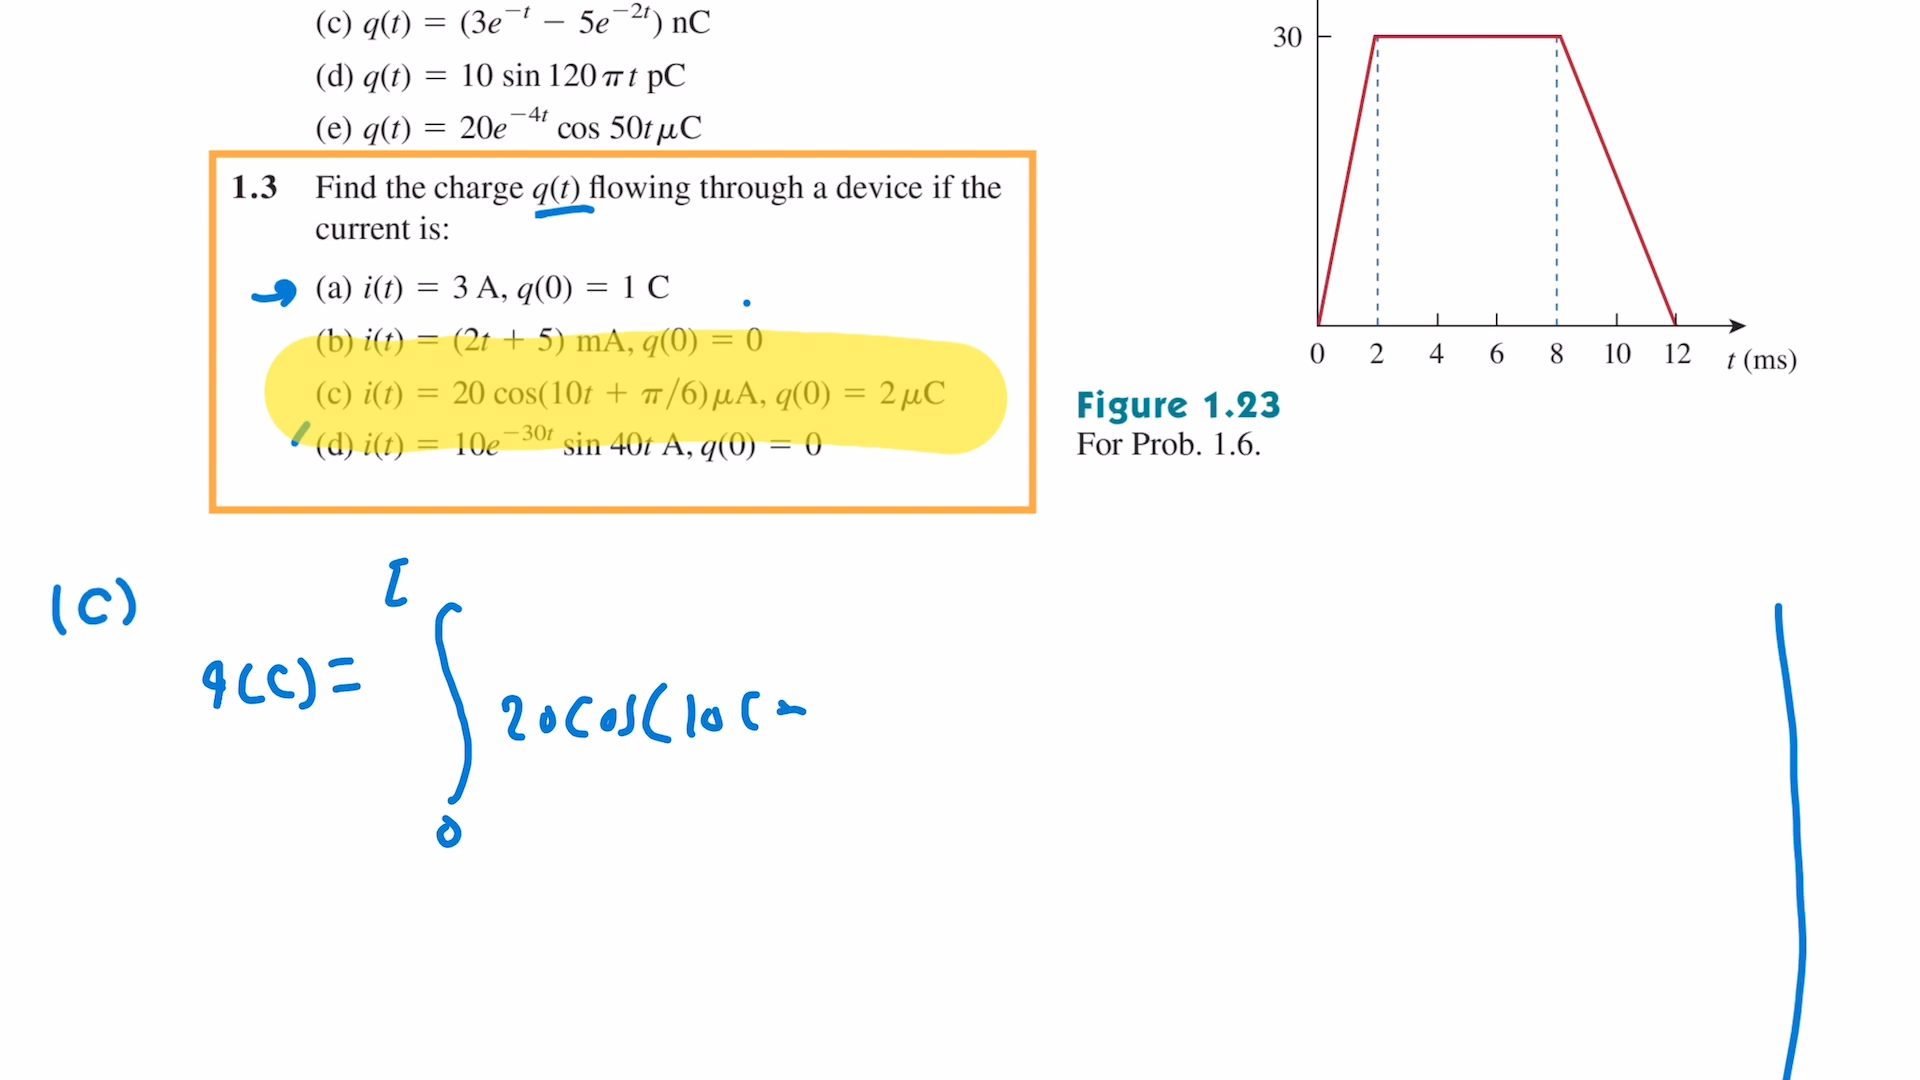 (c) q(t) = (3e⁻ᵗ − 5e⁻²ᵗ) nC
(d) q(t) = 10 sin 120πt pC
(e) q(t) = 20e⁻⁴ᵗ cos 50t μC
1.3 Find the charge q(t) flowing through a device if the
current is:
(a) i(t) = 3 A, q(0) = 1 C
(b) i(t) = (2t + 5) mA, q(0) = 0
(c) i(t) = 20 cos(10t + π/6) μA, q(0) = 2 μC
(d) i(t) = 10e⁻³⁰ᵗ sin 40t A, q(0) = 0
30
0 2 4 6 8 10 12 t (ms)
Figure 1.23
For Prob. 1.6.
(C)
q(t) = ∫₀ᵗ 20cos(10t -